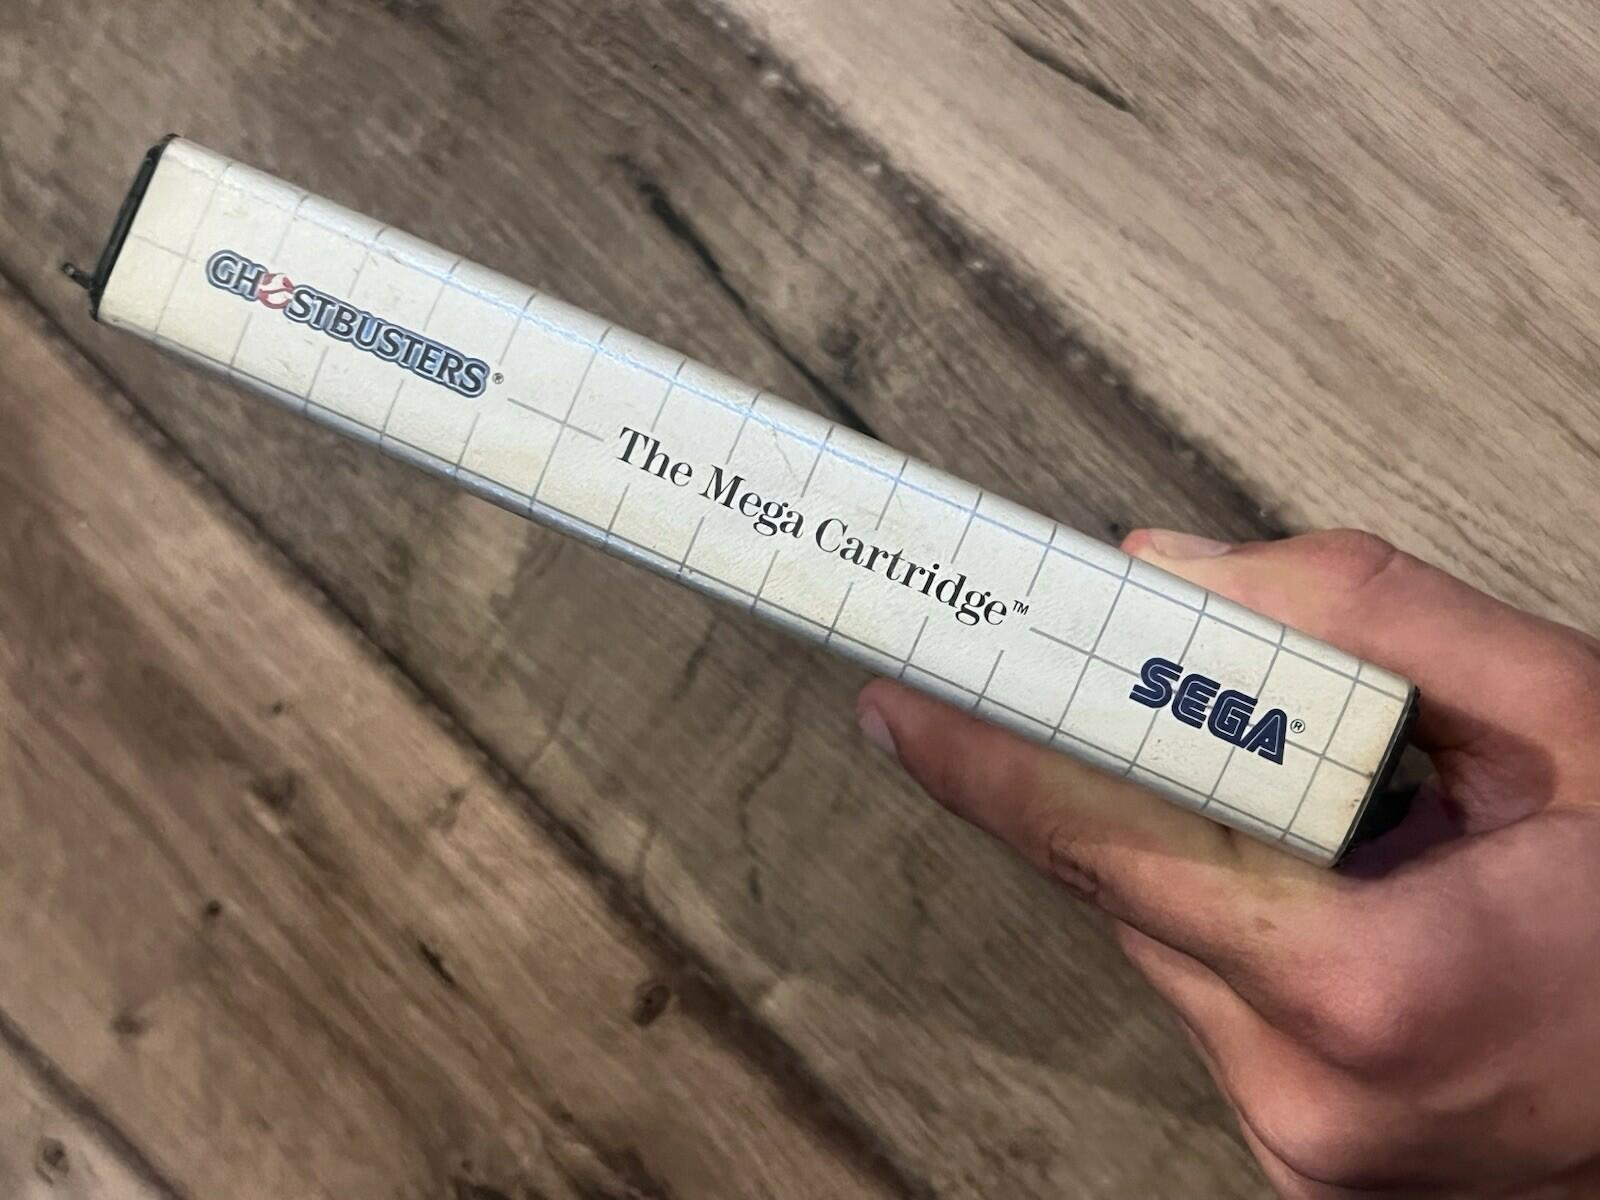 GHOSTBUSTERS®
The Mega Cartridge™
SEGA®